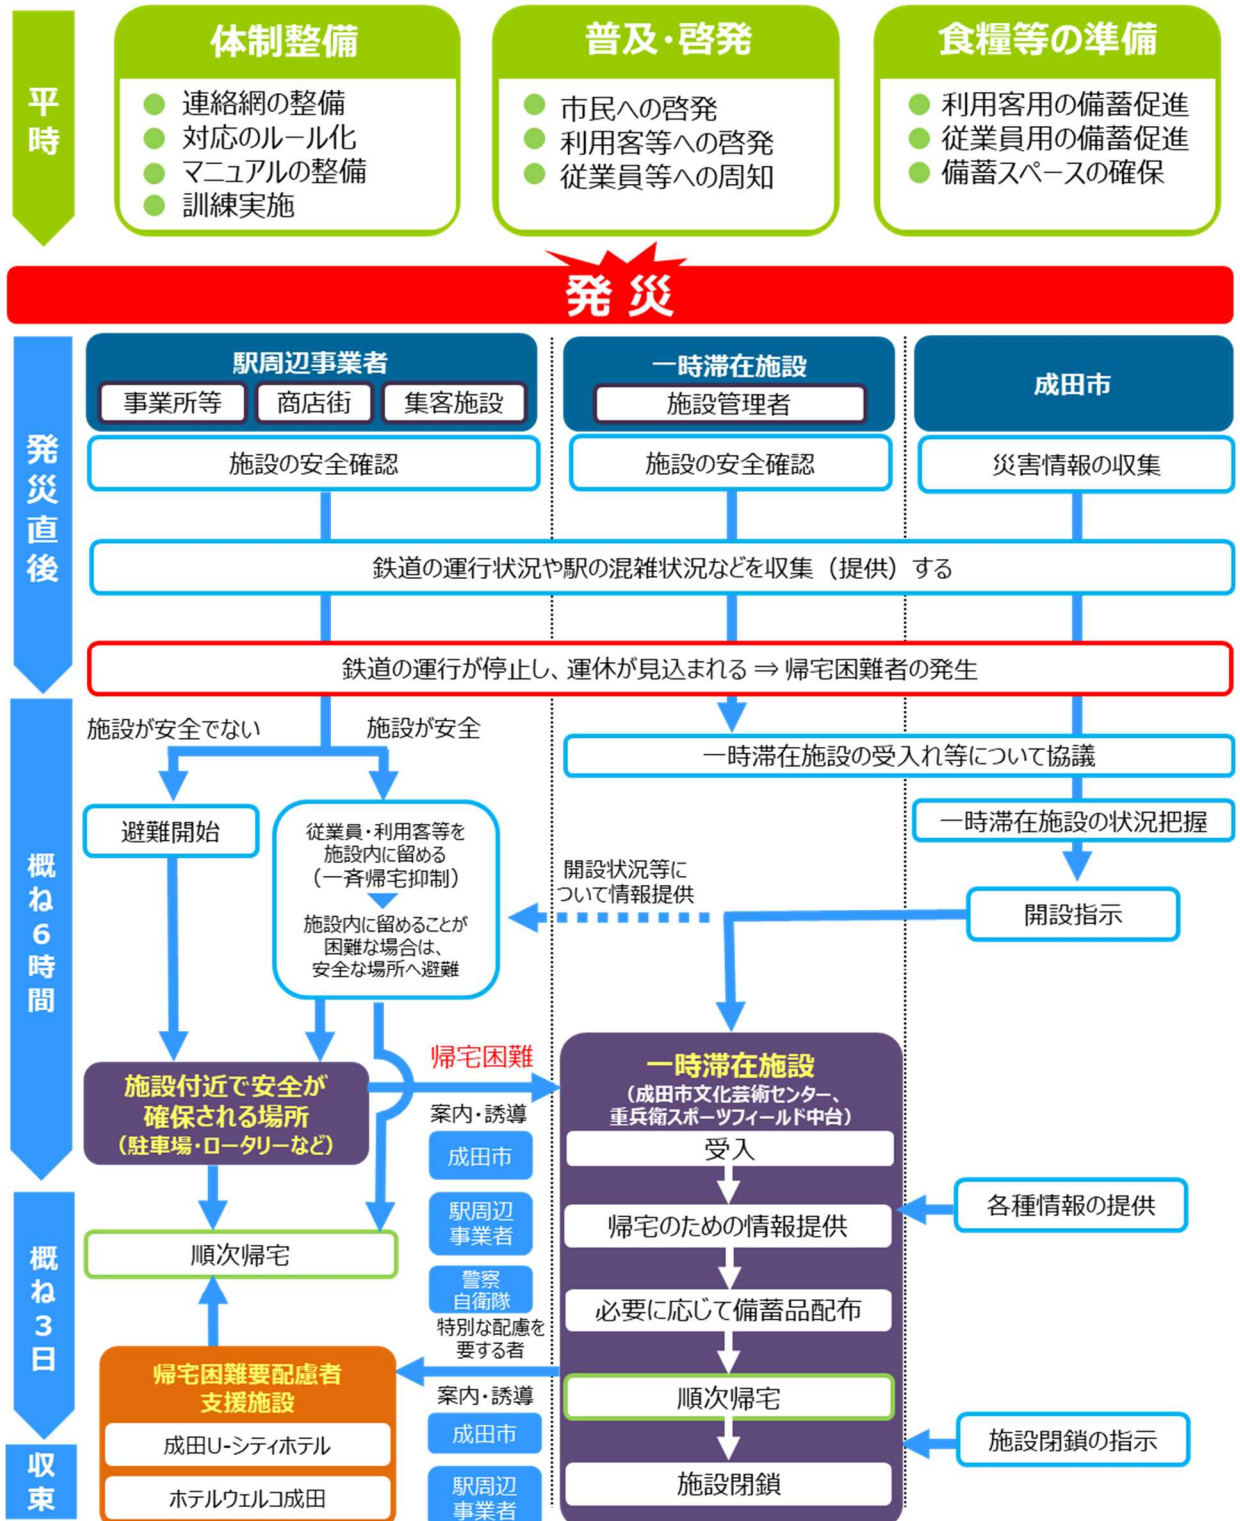 平時
体制整備
連絡網の整備
対応のルール化
マニュアルの整備
訓練実施
普及・啓発
市民への啓発
利用客等への啓発
従業員等への周知
食糧等の準備
利用客用の備蓄促進
従業員用の備蓄促進
備蓄スペースの確保
発災
発災直後
駅周辺事業者
事業所等
商店街
集客施設
一時滞在施設
施設管理者
成田市
施設の安全確認
施設の安全確認
災害情報の収集
鉄道の運行状況や駅の混雑状況などを収集（提供）する
鉄道の運行が停止し、運休が見込まれる ⇒ 帰宅困難者の発生
概ね6時間
施設が安全でない
施設が安全
一時滞在施設の受入れ等について協議
避難開始
従業員・利用客等を
施設内に留める
（一斉帰宅抑制）
施設内に留めることが
困難な場合は、
安全な場所へ避難
一時滞在施設の状況把握
開設状況等に
ついて情報提供
開設指示
施設付近で安全が
確保される場所
（駐車場・ロータリーなど）
帰宅困難
案内・誘導
成田市
駅周辺
事業者
警察
自衛隊
一時滞在施設
（成田市文化芸術センター、
重兵衛スポーツフィールド中台）
受入
帰宅のための情報提供
必要に応じて備蓄品配布
順次帰宅
施設閉鎖
各種情報の提供
施設閉鎖の指示
概ね3日
順次帰宅
特別な配慮を
要する者
案内・誘導
成田市
駅周辺
事業者
帰宅困難要配慮者
支援施設
成田U-シティホテル
ホテルウェルコ成田
収束